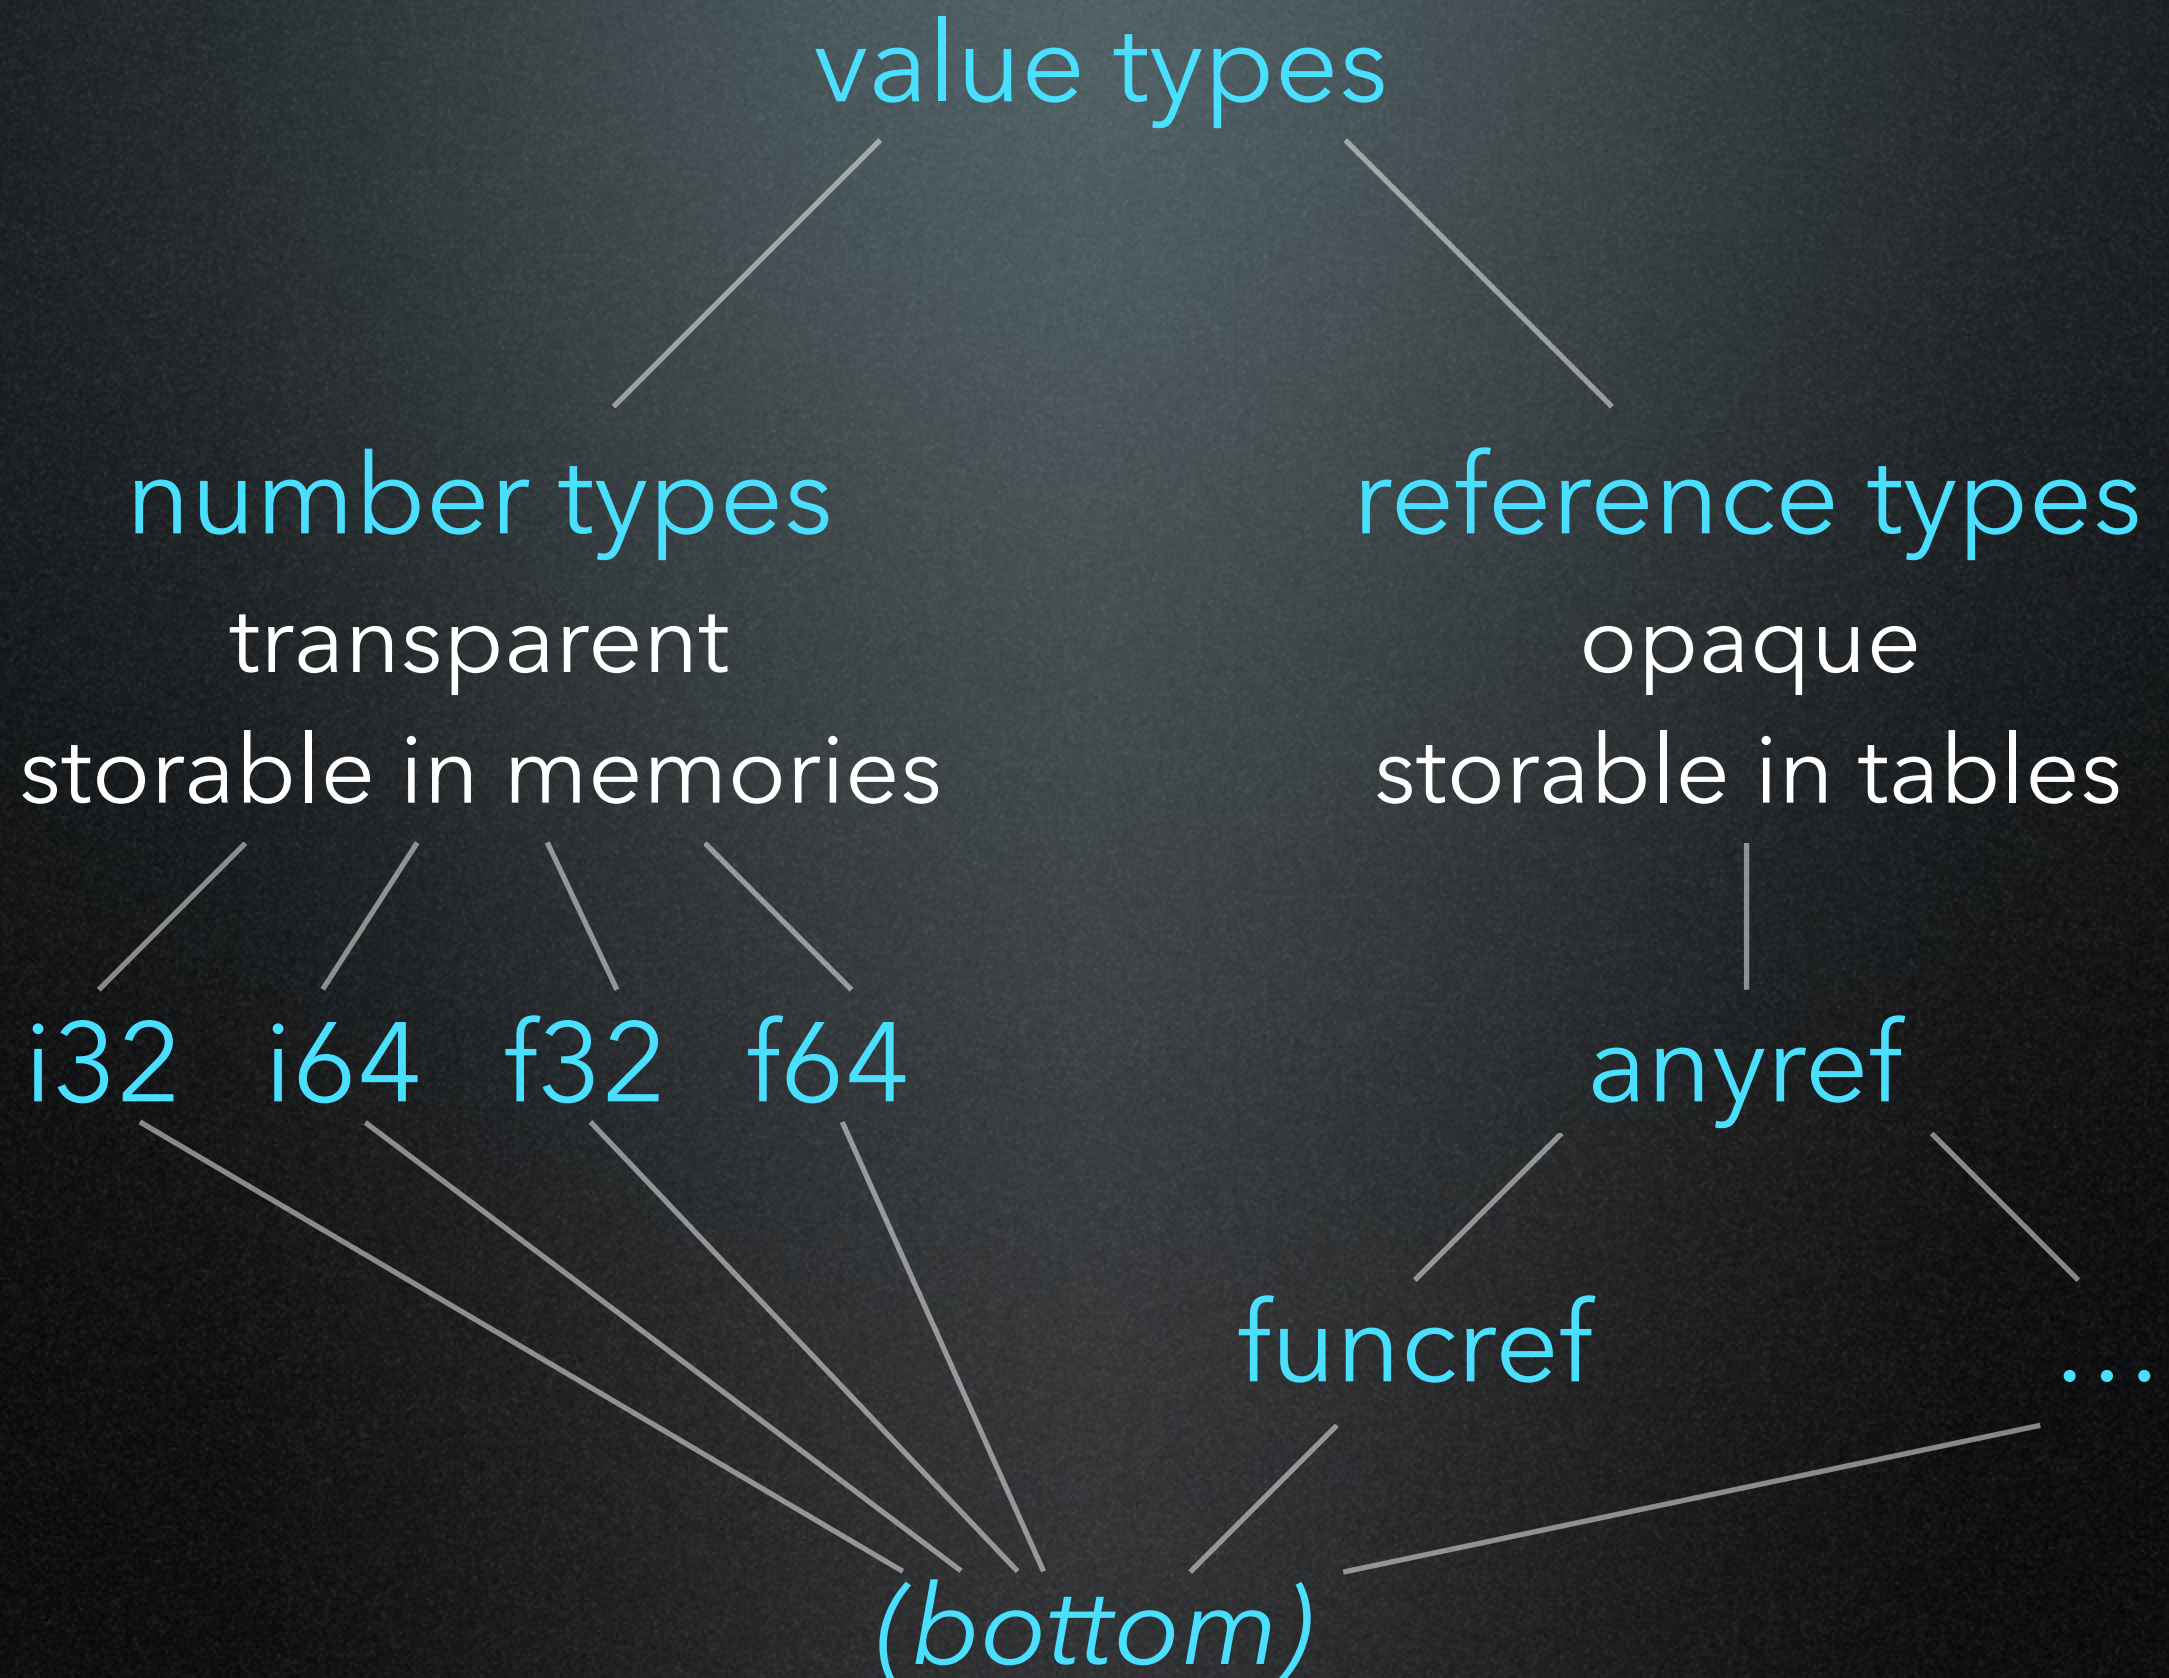 value types
number types
reference types
transparent
opaque
storable in memories
storable in tables
i32 i64 f32 f64
anyref
funcref
…
(bottom)